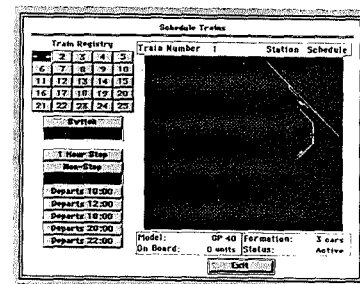 Schedule Trains
Train Registry
2 3 4 5
6 7 8 9 10
11 12 13 14 15
16 17 18 19 20
21 22 23 24 25
Switch
1 Hour Stop
Non-Stop
Departs 10:00
Departs 12:00
Departs 18:00
Departs 20:00
Departs 22:00
Train Number 1 Station Schedule
Model: GP 40 Formation: 3 cars
On Board: 0 units Status: Active
Exit